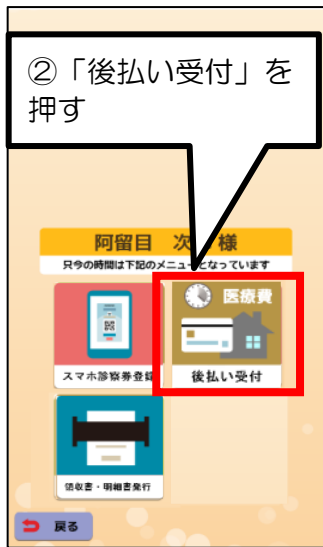 ②「後払い受付」を
押す
阿留目 次 様
只今の時間は下記のメニューとなっています
医療費
スマホ診察券登録
後払い受付
領収書・明細書発行
戻る